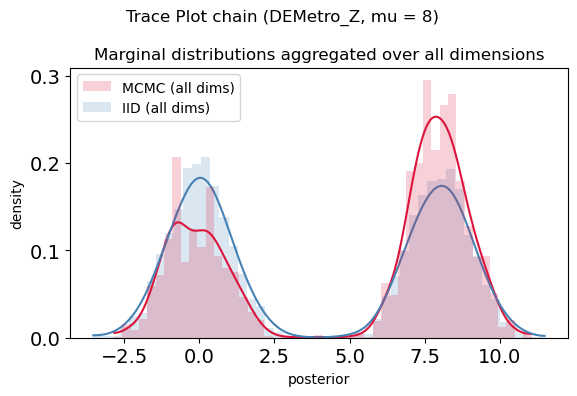 Trace Plot chain (DEMetro_Z, mu = 8)
Marginal distributions aggregated over all dimensions
MCMC (all dims)
IID (all dims)
0.3
0.2
0.1
0.0
density
−2.5 0.0 2.5 5.0 7.5 10.0
posterior